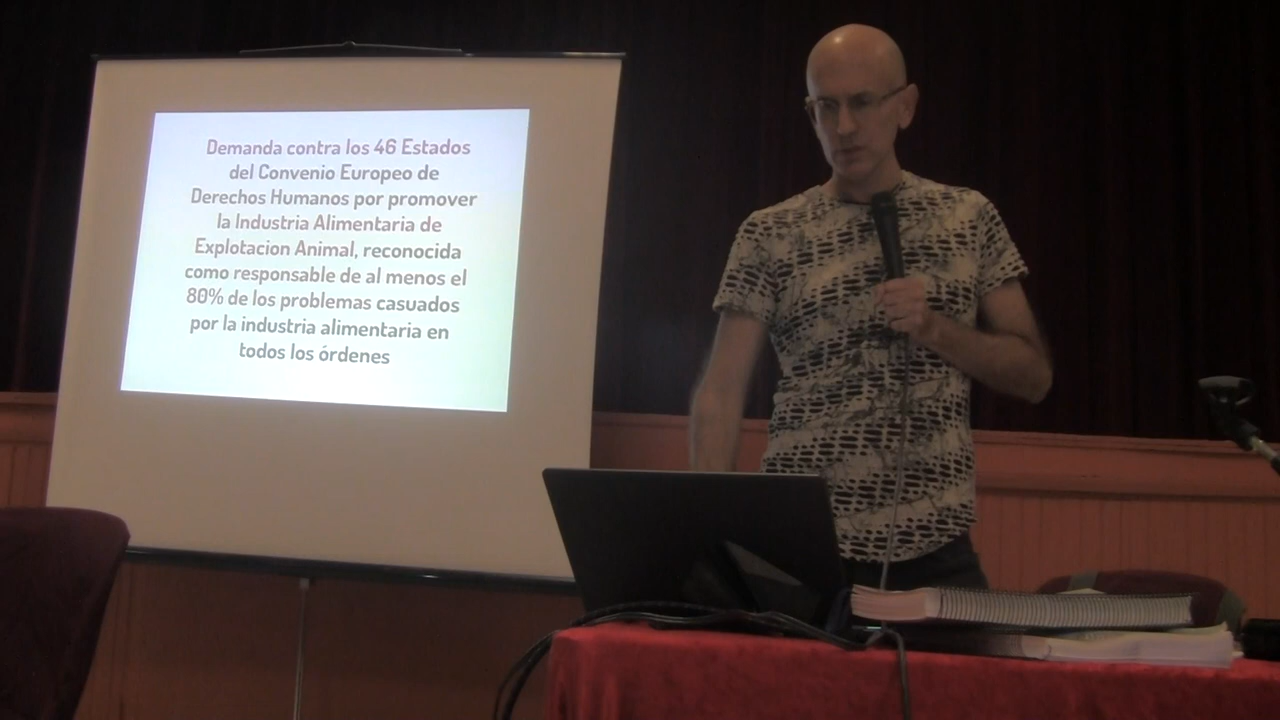 Demanda contra los 46 Estados
del Convenio Europeo de
Derechos Humanos por promover
la Industria Alimentaria de
Explotacion Animal, reconocida
como responsable de al menos el
80% de los problemas casuados
por la industria alimentaria en
todos los órdenes